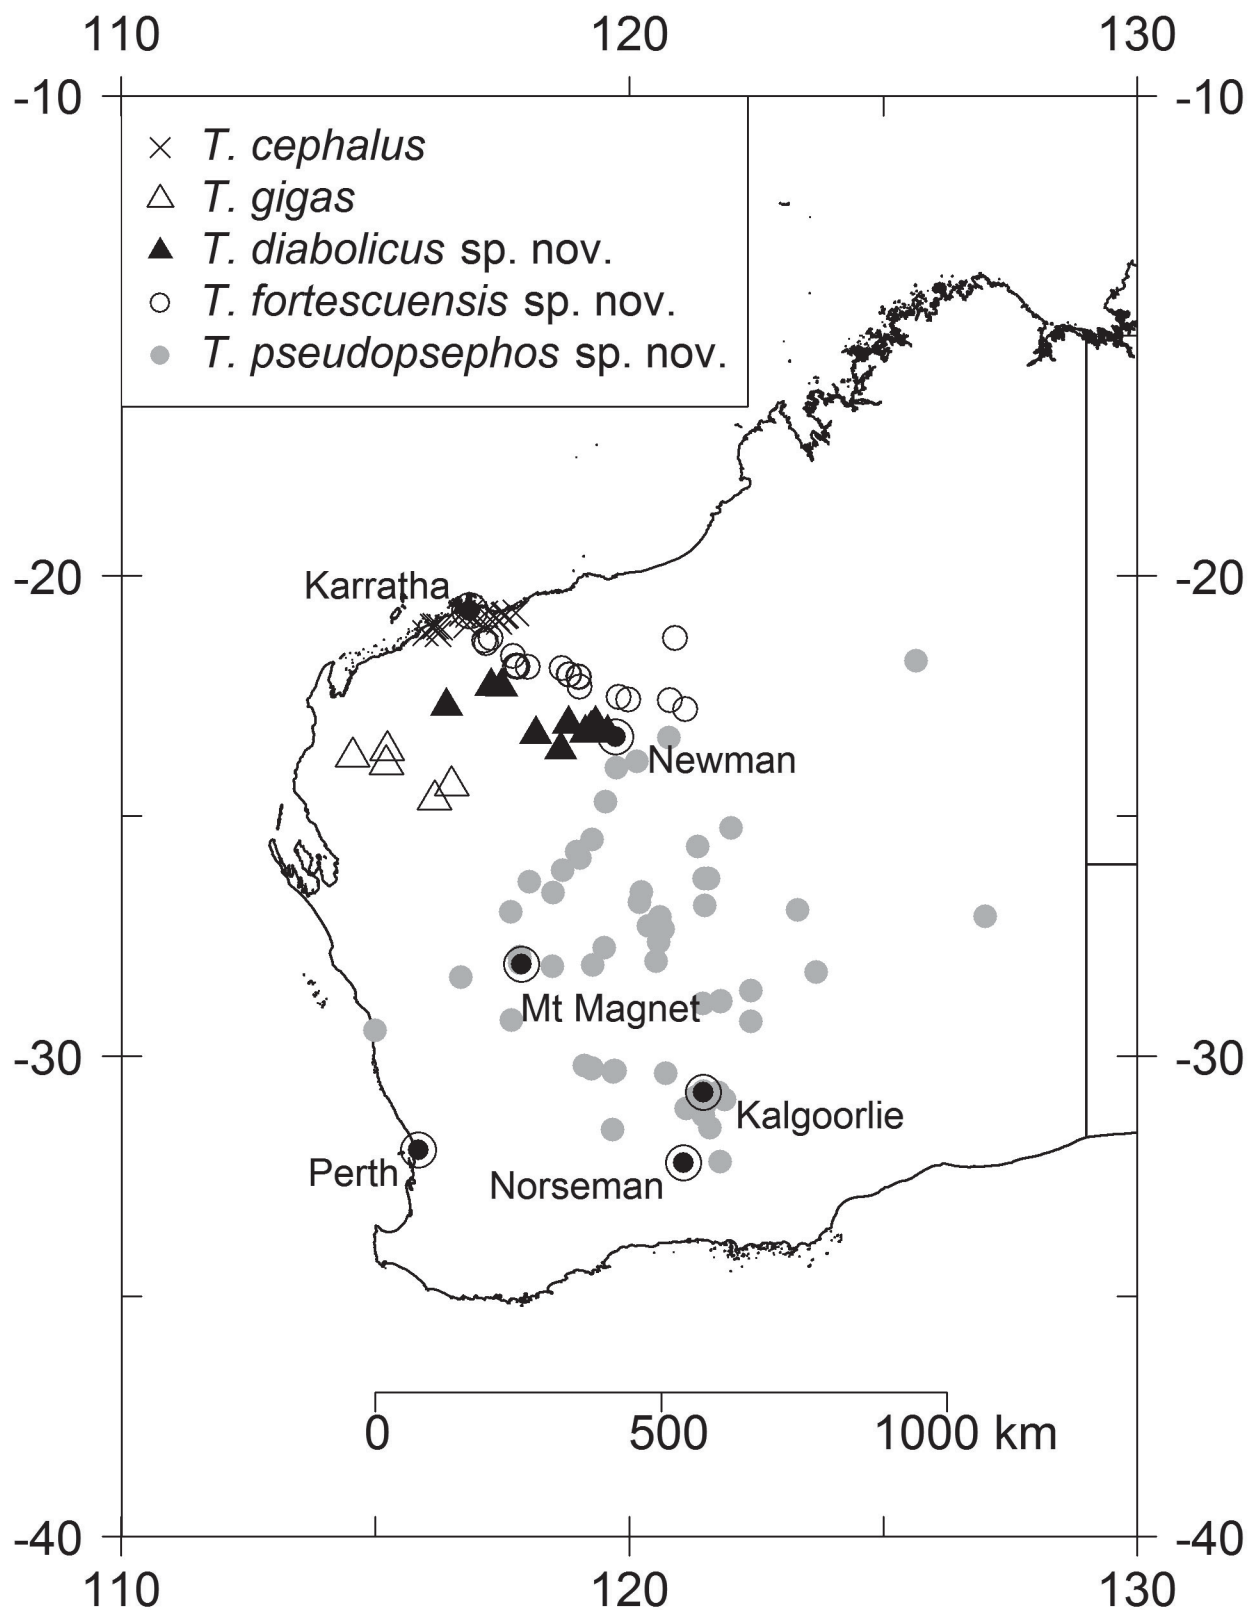 110 120 130
-10 -10
T. cephalus
T. gigas
T. diabolicus sp. nov.
T. fortescuensis sp. nov.
T. pseudopsephos sp. nov.
-20 -20
Karratha
Newman
Mt Magnet
-30 -30
Kalgoorlie
Perth
Norseman
0 500 1000 km
-40 -40
110 120 130